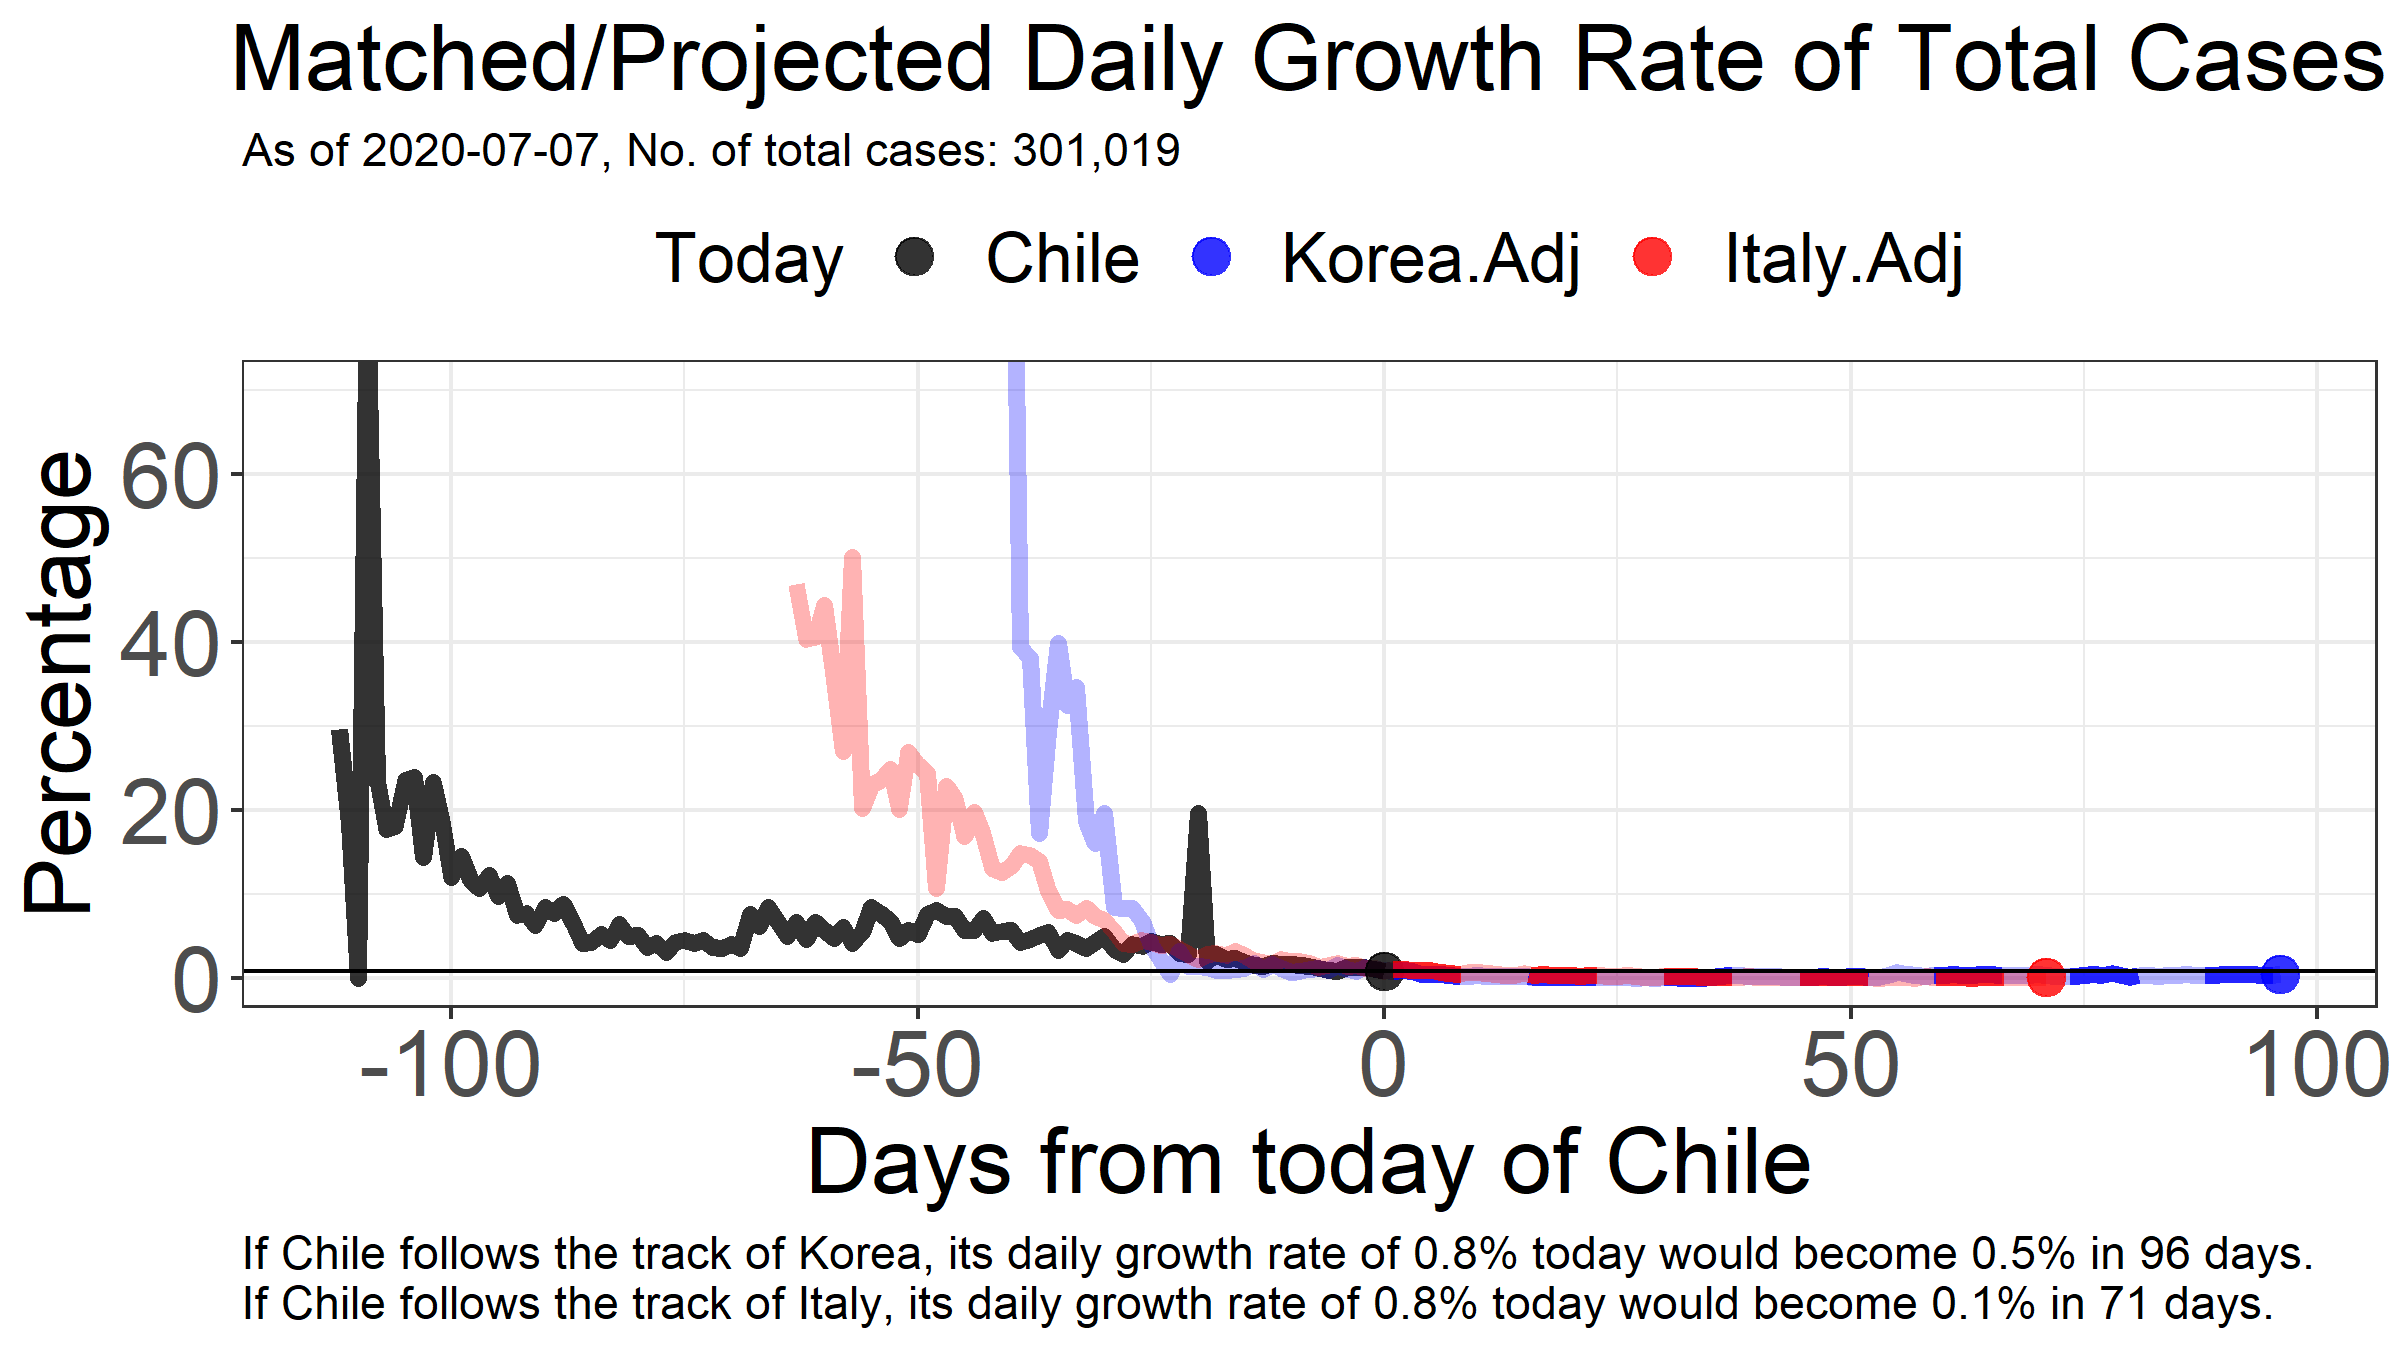 Matched/Projected Daily Growth Rate of Total Cases
As of 2020-07-07, No. of total cases: 301,019
Today Chile Korea.Adj Italy.Adj
Percentage
60
40
20
0
-100 -50 0 50 100
Days from today of Chile
If Chile follows the track of Korea, its daily growth rate of 0.8% today would become 0.5% in 96 days.
If Chile follows the track of Italy, its daily growth rate of 0.8% today would become 0.1% in 71 days.